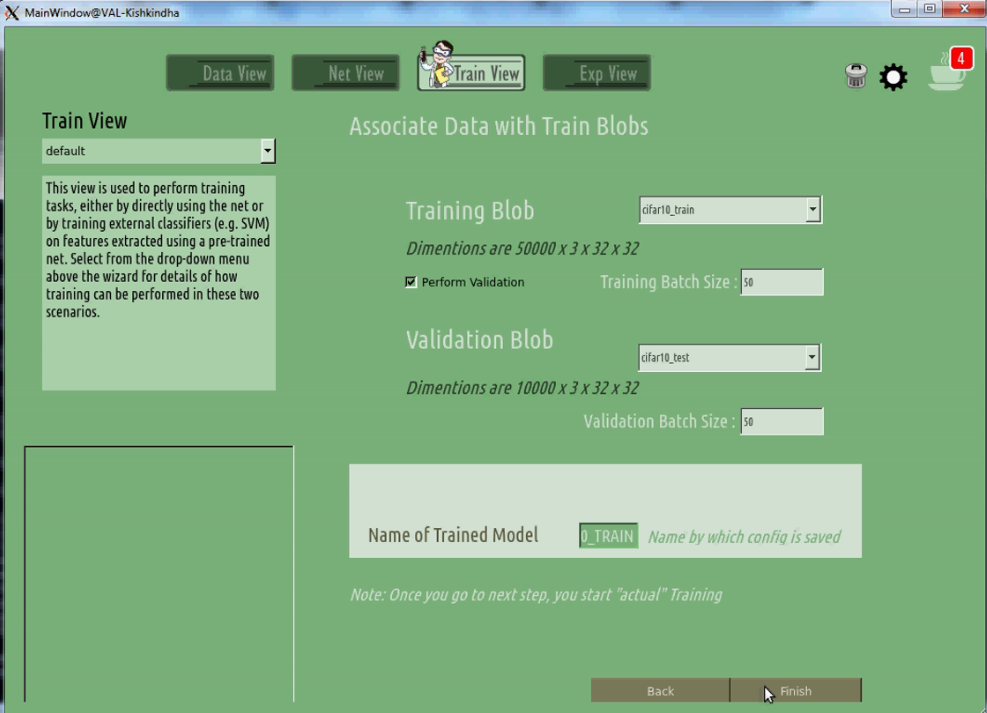 MainWindow@VAL-Kishkindha
Data View
Net View
Train View
Exp View
4
Train View
default
This view is used to perform training
tasks, either by directly using the net or
by training external classifiers (e.g. SVM)
on features extracted using a pre-trained
net. Select from the drop-down menu
above the wizard for details of how
training can be performed in these two
scenarios.
Associate Data with Train Blobs
Training Blob
cifar10_train
Dimentions are 50000 x 3 x 32 x 32
Perform Validation
Training Batch Size :
50
Validation Blob
cifar10_test
Dimentions are 10000 x 3 x 32 x 32
Validation Batch Size :
50
Name of Trained Model
0_TRAIN
Name by which config is saved
Note: Once you go to next step, you start "actual" Training
Back
Finish